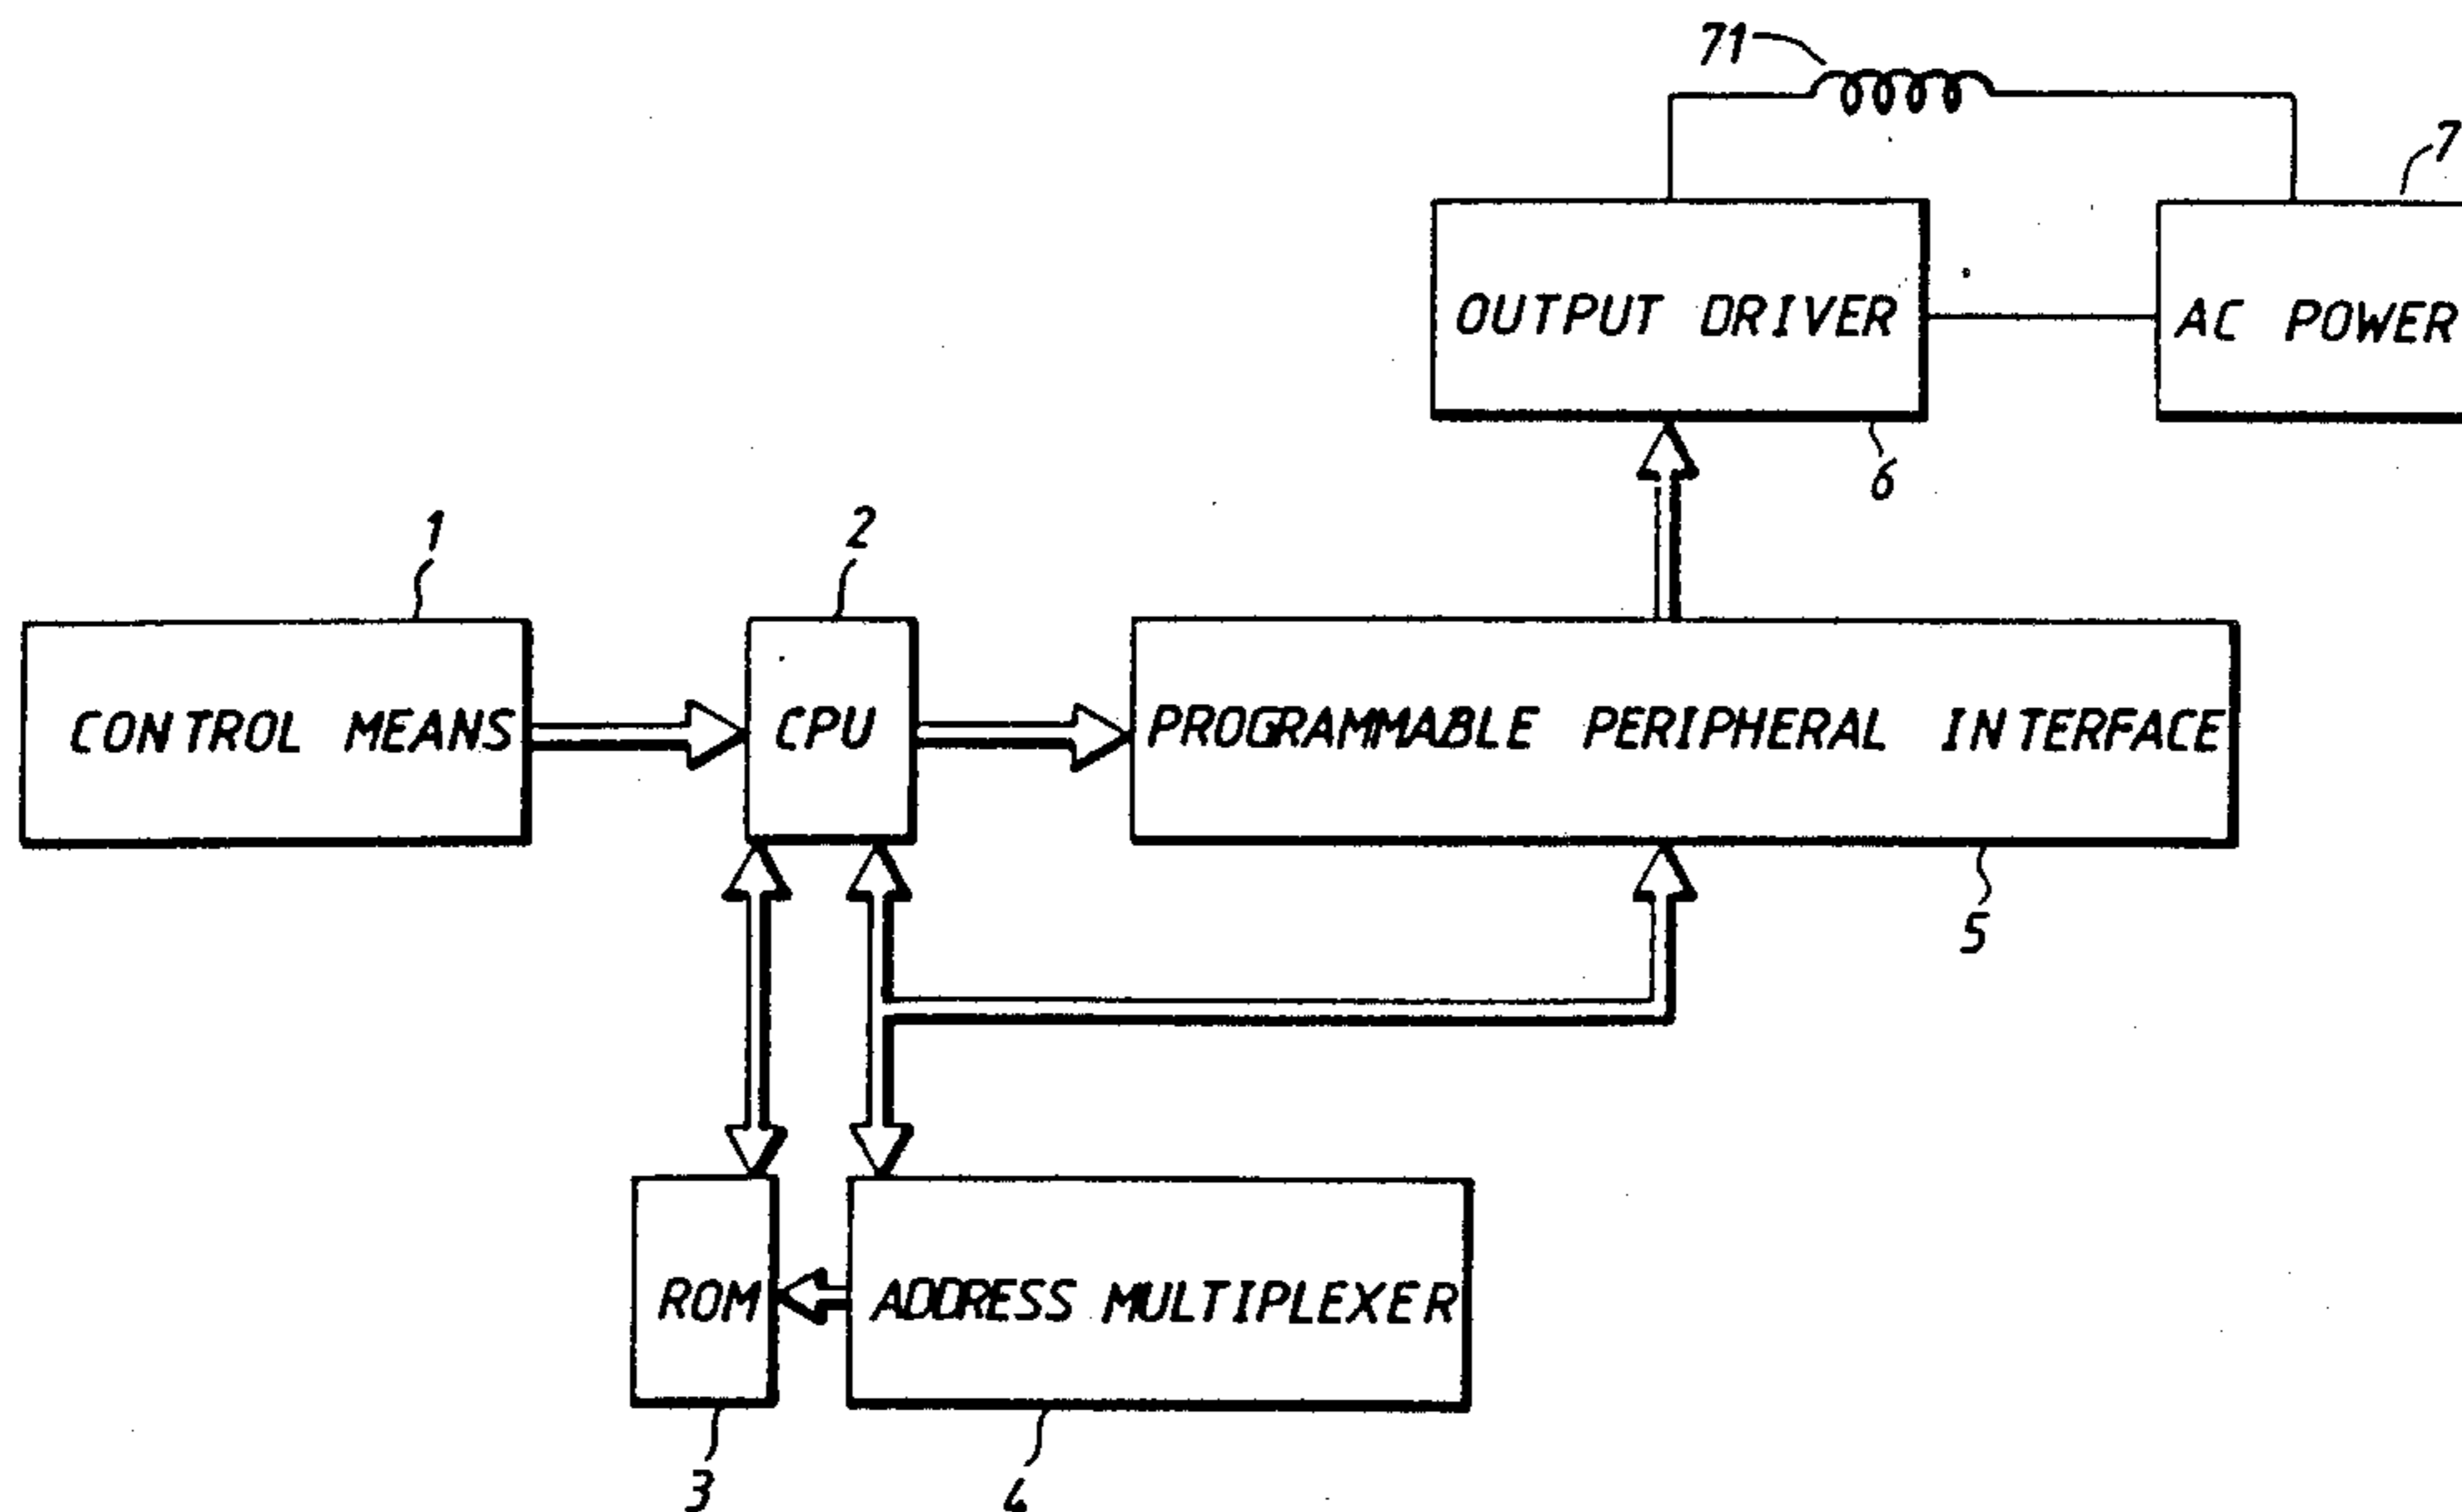 71
7
OUTPUT DRIVER
AC POWER
6
1
2
CONTROL MEANS
CPU
PROGRAMMABLE PERIPHERAL INTERFACE
5
ROM
ADDRESS MULTIPLEXER
3
4